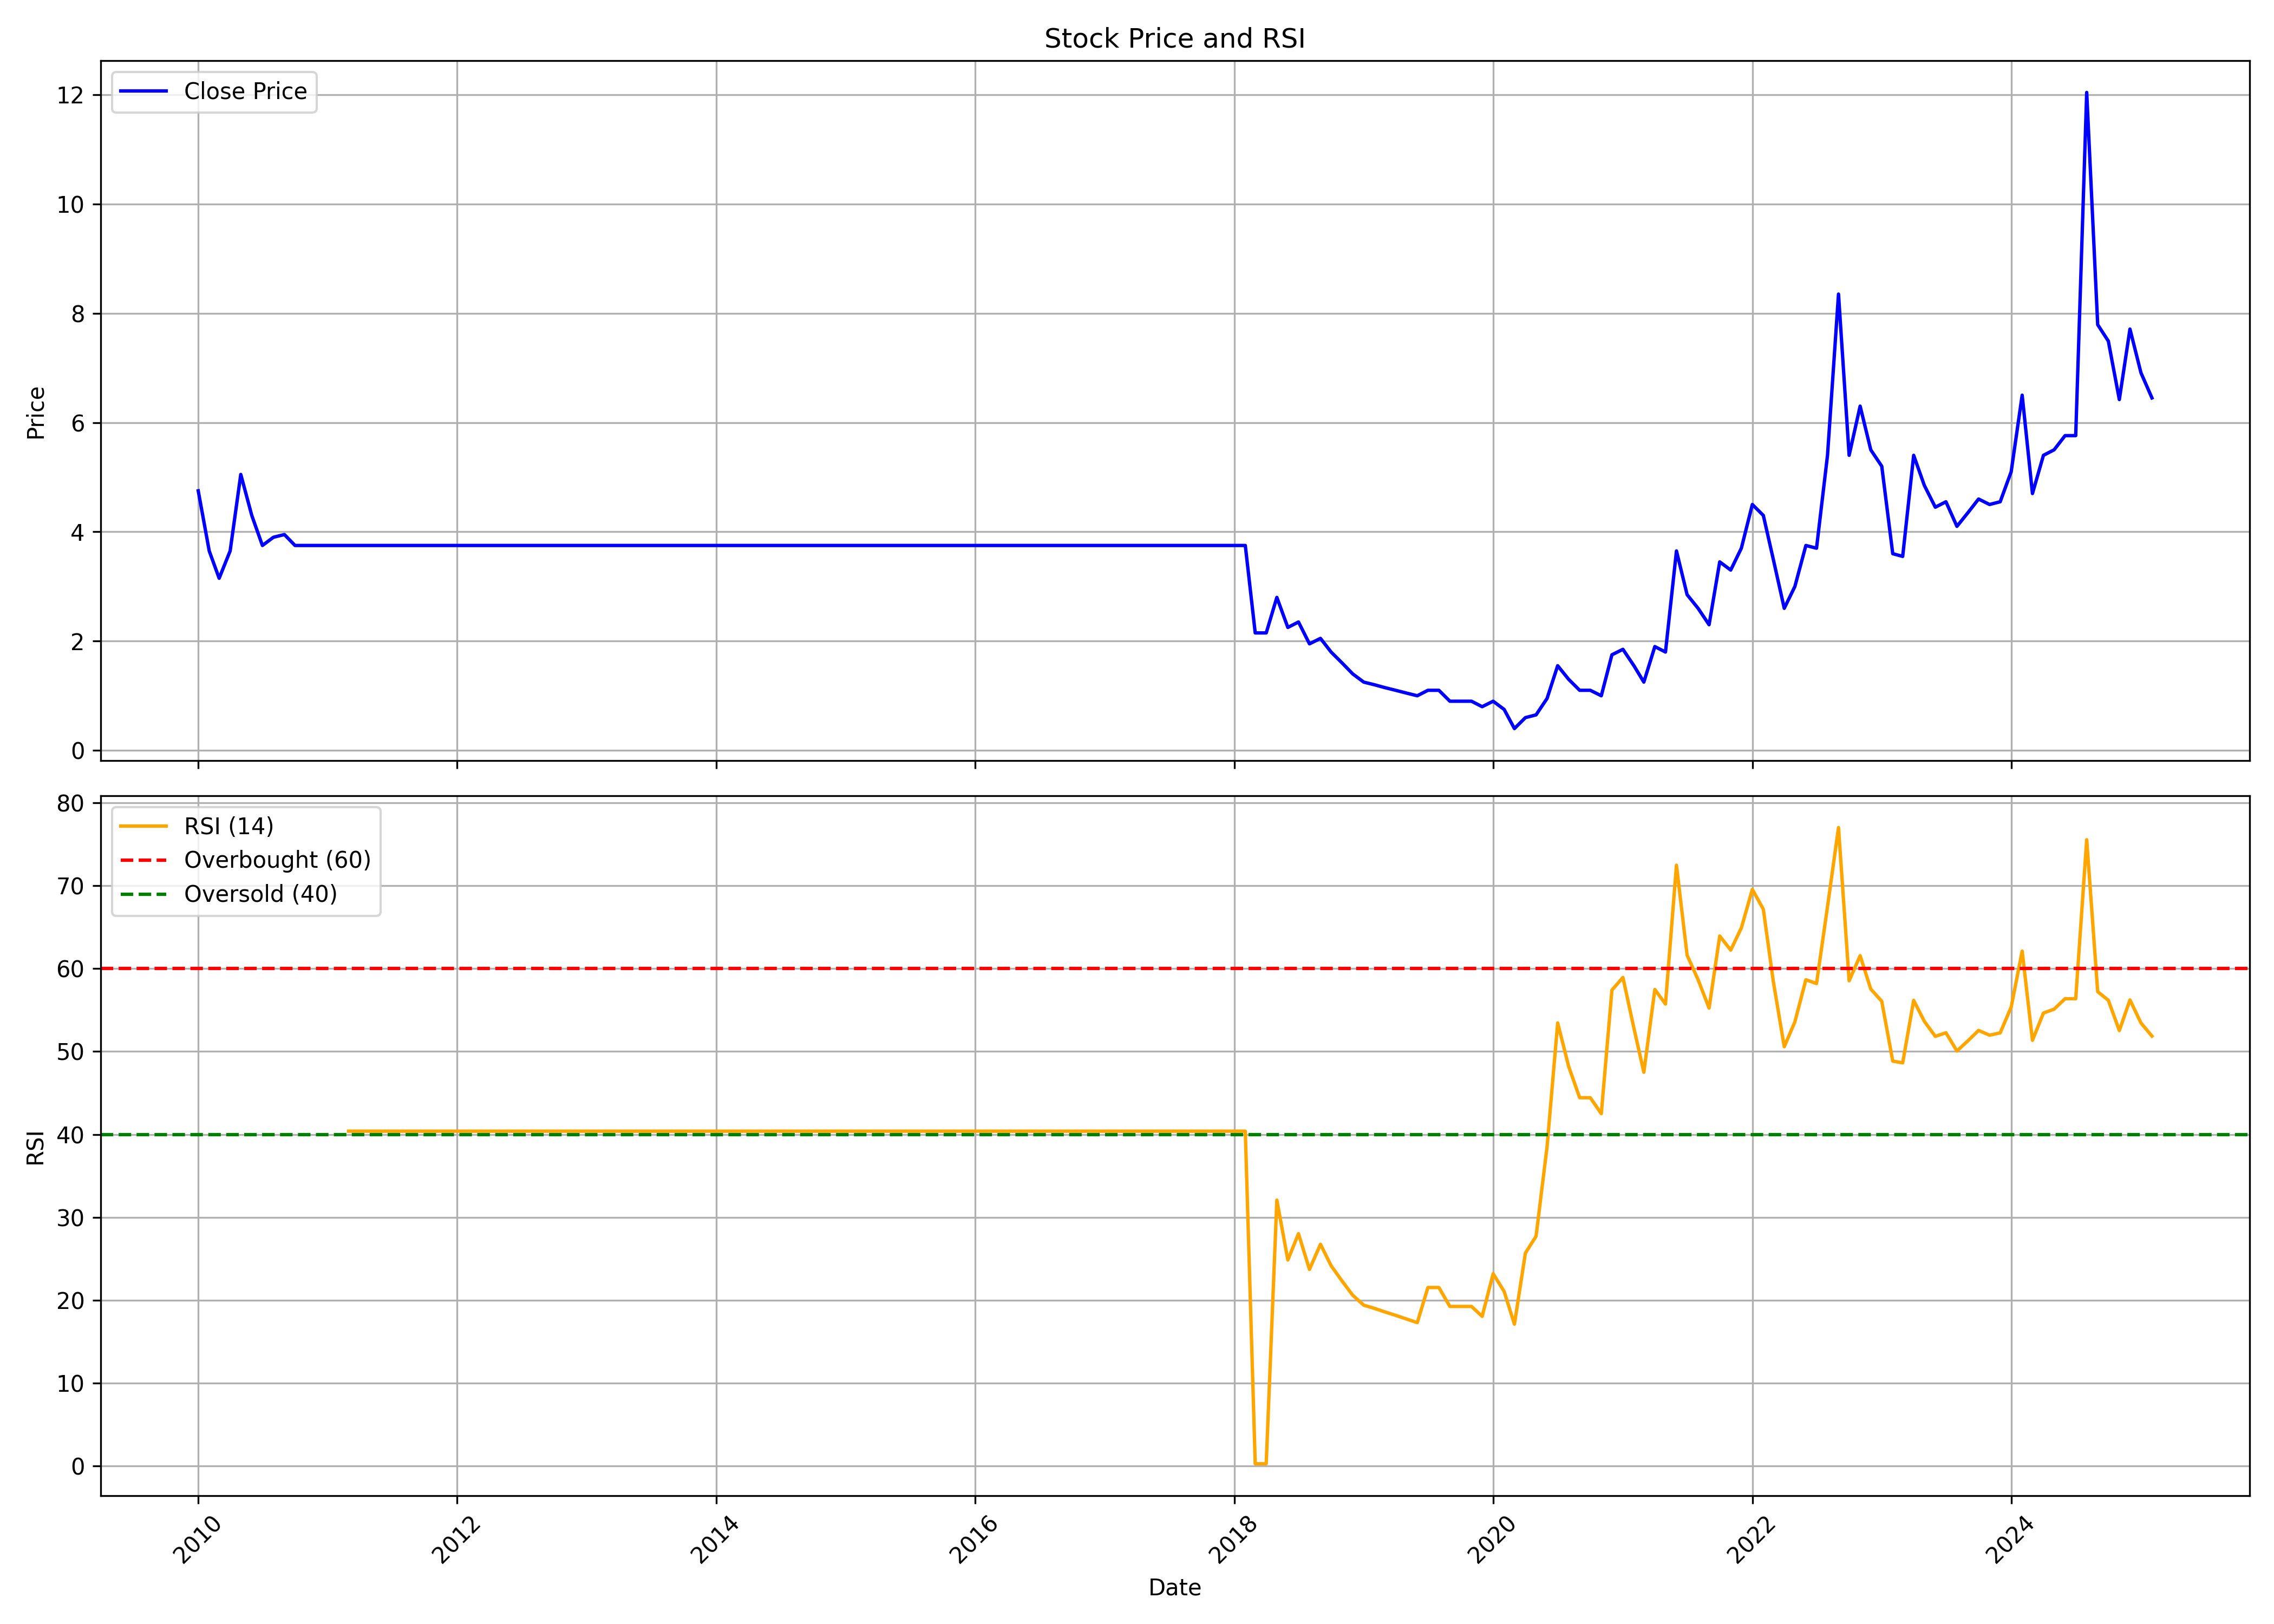 Stock Price and RSI
Close Price
12
10
8
6
4
2
0
Price
RSI (14)
Overbought (60)
Oversold (40)
80
70
60
50
40
30
20
10
0
RSI
2010 2012 2014 2016 2018 2020 2022 2024
Date